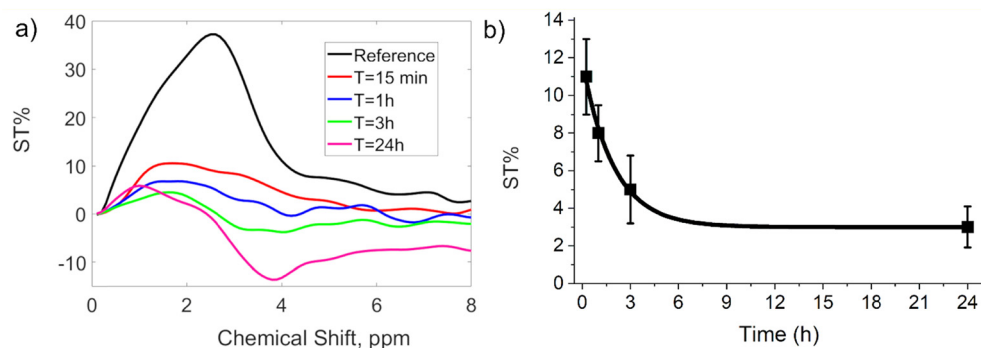 a)
40
30
20
10
0
-10
ST%
0 2 4 6 8
Chemical Shift, ppm
Reference
T=15 min
T=1h
T=3h
T=24h
b)
14
12
10
8
6
4
2
0
ST%
0 3 6 9 12 15 18 21 24
Time (h)